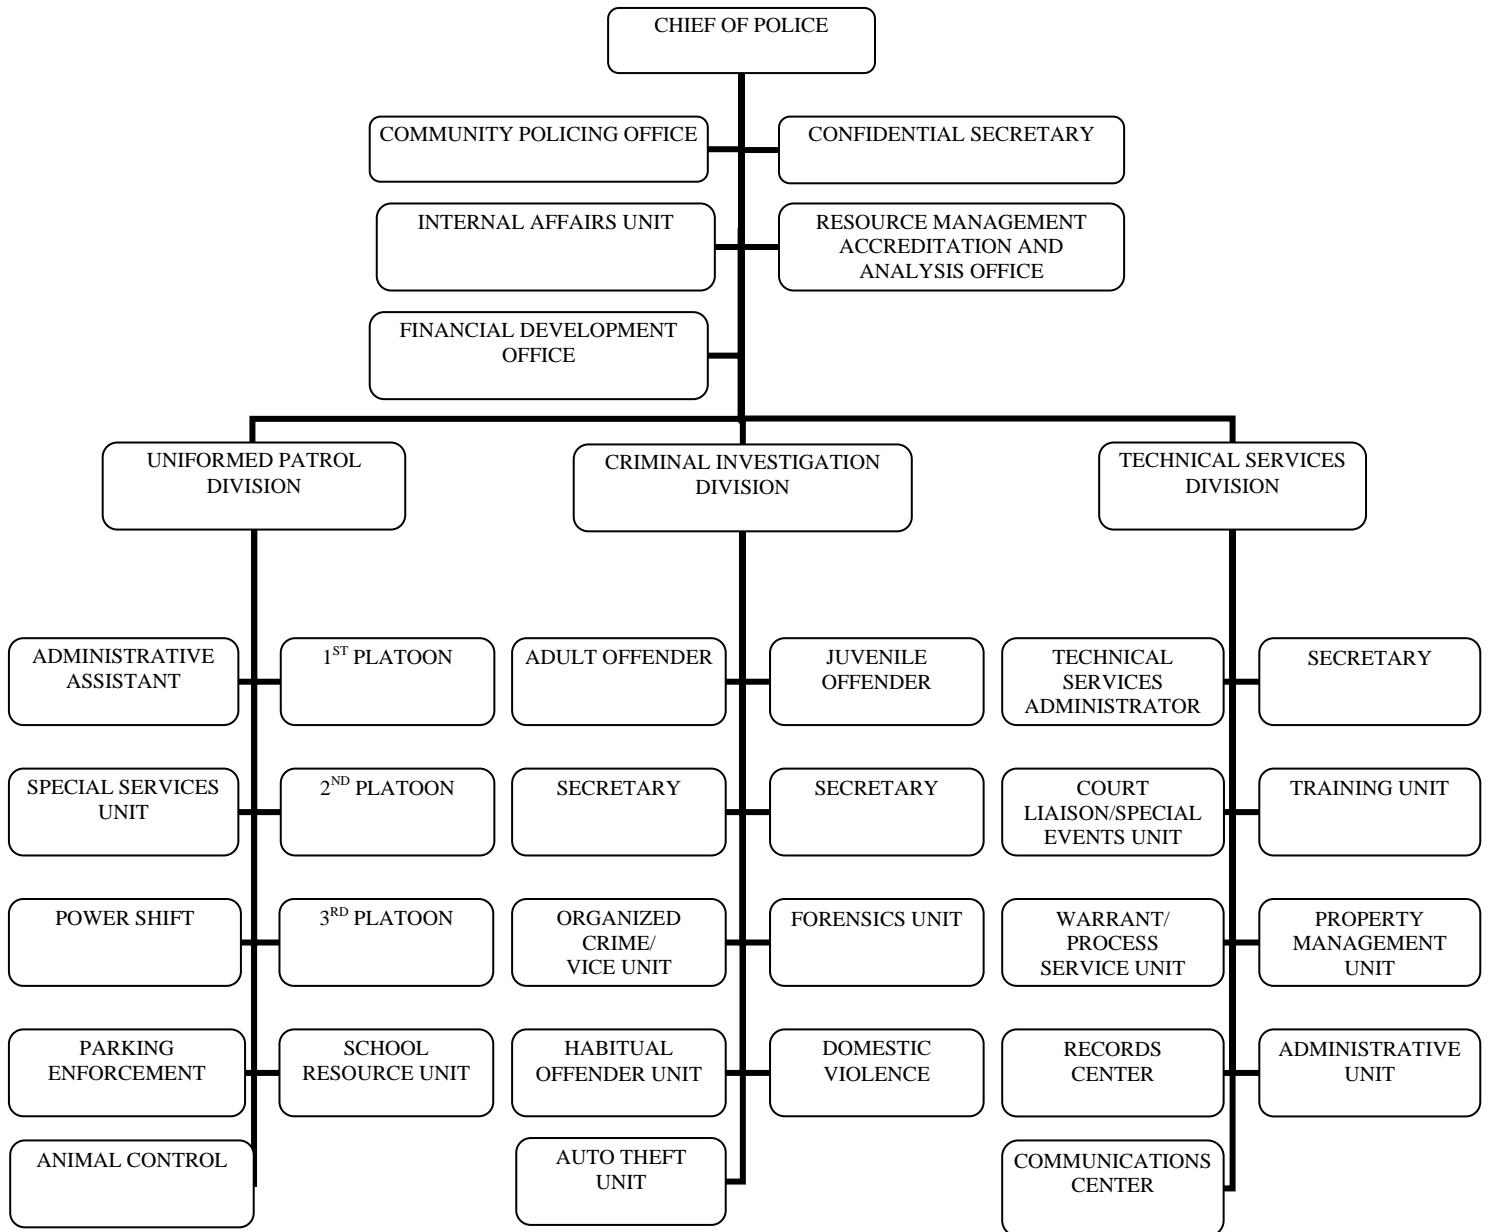 CHIEF OF POLICE
COMMUNITY POLICING OFFICE
CONFIDENTIAL SECRETARY
INTERNAL AFFAIRS UNIT
RESOURCE MANAGEMENT
ACCREDITATION AND
ANALYSIS OFFICE
FINANCIAL DEVELOPMENT
OFFICE
UNIFORMED PATROL
DIVISION
CRIMINAL INVESTIGATION
DIVISION
TECHNICAL SERVICES
DIVISION
ADMINISTRATIVE
ASSISTANT
1ST PLATOON
ADULT OFFENDER
JUVENILE
OFFENDER
TECHNICAL
SERVICES
ADMINISTRATOR
SECRETARY
SPECIAL SERVICES
UNIT
2ND PLATOON
SECRETARY
SECRETARY
COURT
LIAISON/SPECIAL
EVENTS UNIT
TRAINING UNIT
POWER SHIFT
3RD PLATOON
ORGANIZED
CRIME/
VICE UNIT
FORENSICS UNIT
WARRANT/
PROCESS
SERVICE UNIT
PROPERTY
MANAGEMENT
UNIT
PARKING
ENFORCEMENT
SCHOOL
RESOURCE UNIT
HABITUAL
OFFENDER UNIT
DOMESTIC
VIOLENCE
RECORDS
CENTER
ADMINISTRATIVE
UNIT
ANIMAL CONTROL
AUTO THEFT
UNIT
COMMUNICATIONS
CENTER